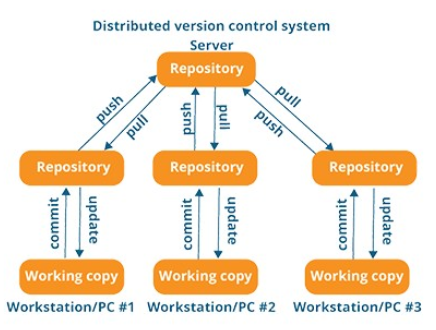 Distributed version control system
Server
Repository
push
pull
push
pull
push
pull
Repository
Repository
Repository
commit
update
commit
update
commit
update
Working copy
Working copy
Working copy
Workstation/PC #1
Workstation/PC #2
Workstation/PC #3